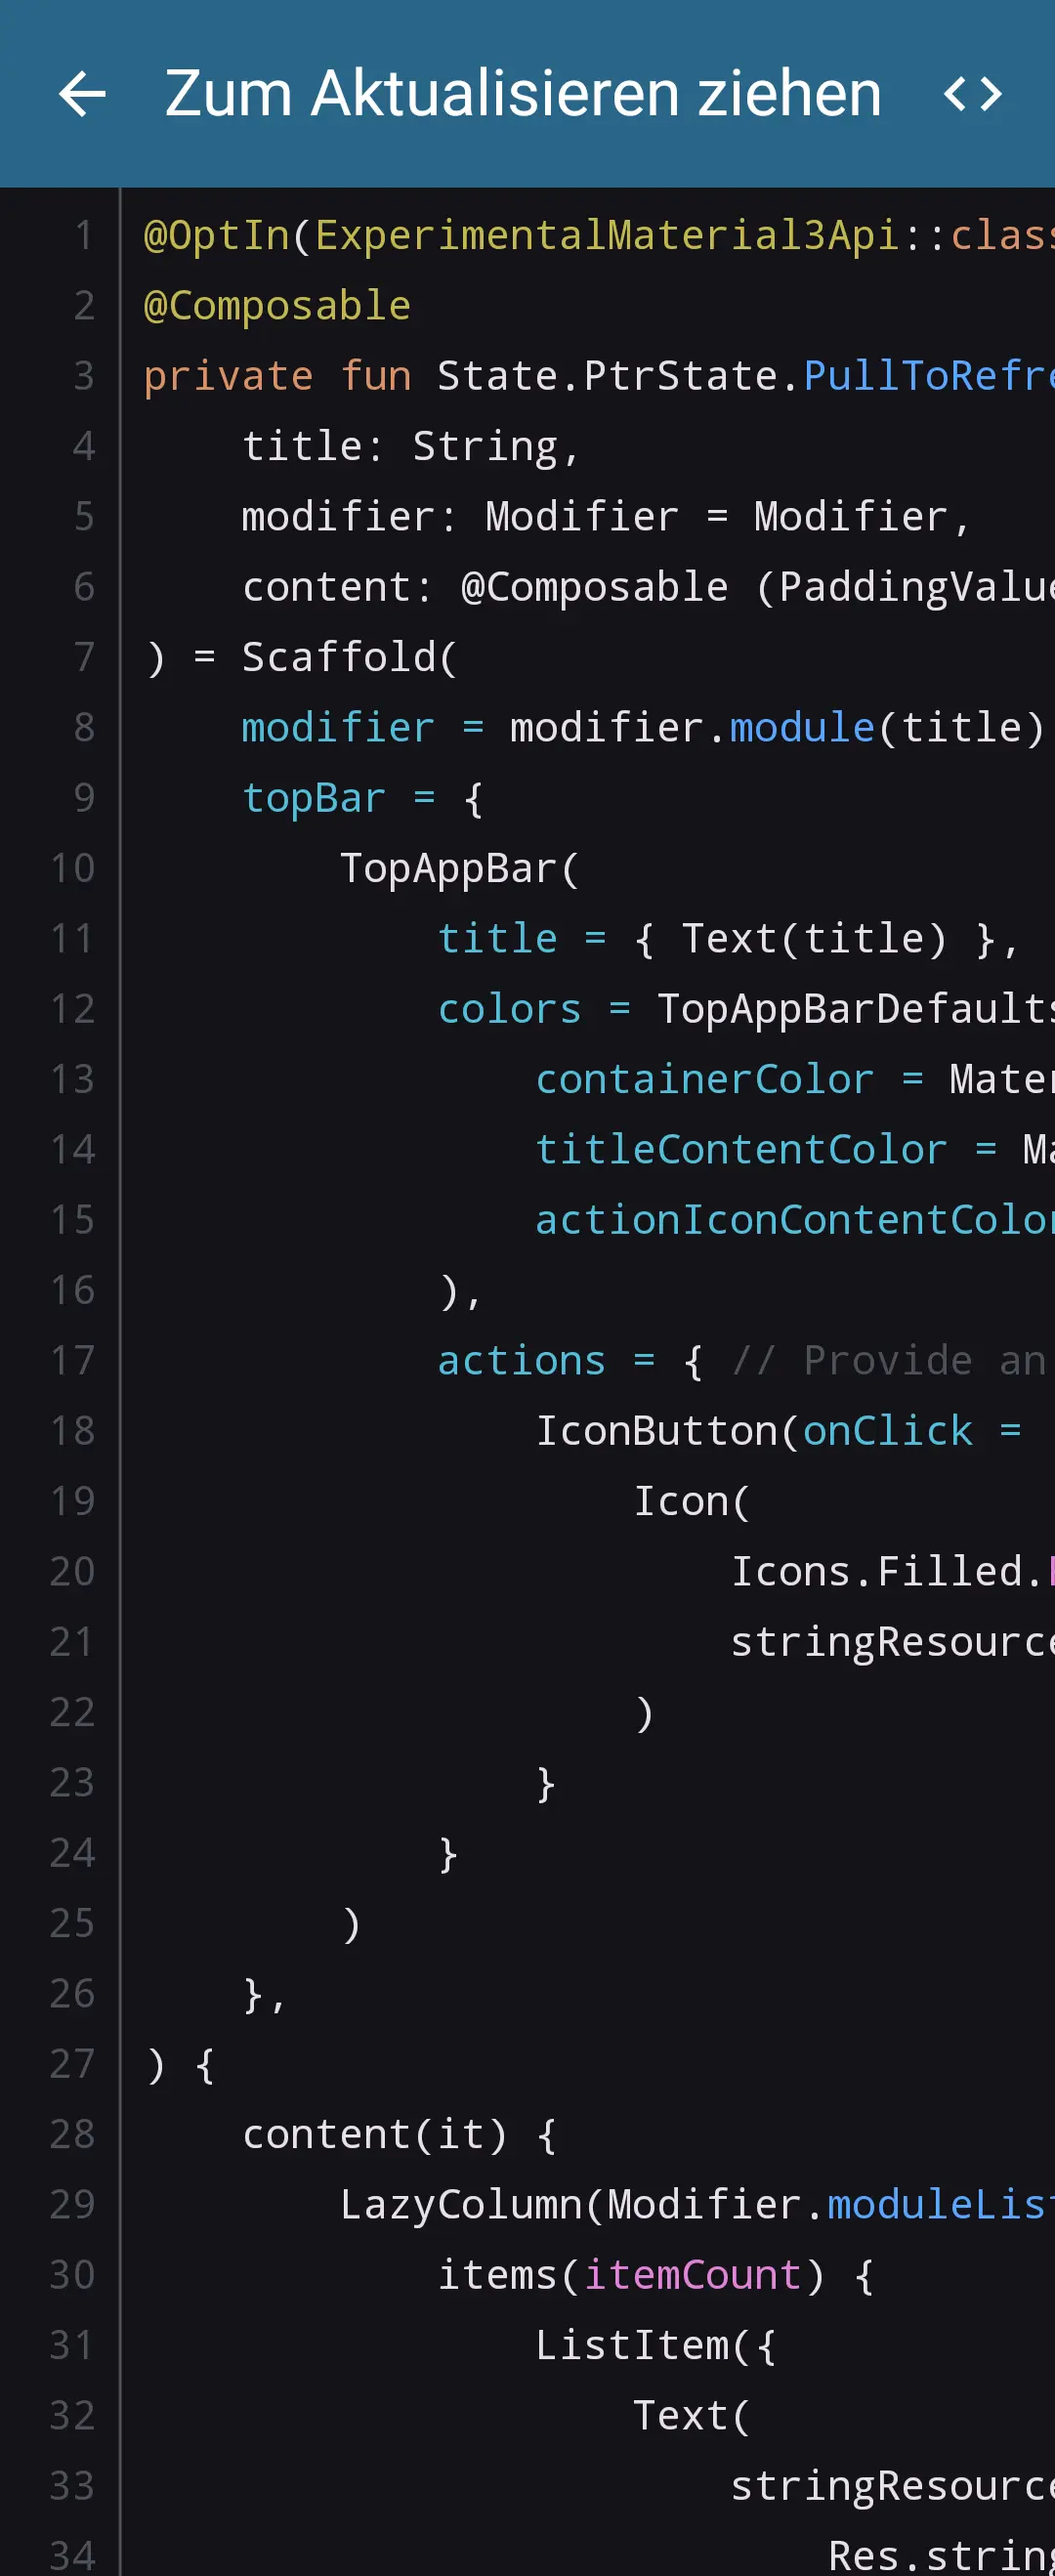 Zum Aktualisieren ziehen <>
1 @OptIn(ExperimentalMaterial3Api::clas
2 @Composable
3 private fun State.PtrState.PullToRefre
4 title: String,
5 modifier: Modifier = Modifier,
6 content: @Composable (PaddingValue
7 ) = Scaffold(
8 modifier = modifier.module(title)
9 topBar = {
10 TopAppBar(
11 title = { Text(title) },
12 colors = TopAppBarDefaults
13 containerColor = Mater
14 titleContentColor = Ma
15 actionIconContentColor
16 ),
17 actions = { // Provide an
18 IconButton(onClick =
19 Icon(
20 Icons.Filled.
21 stringResource
22 )
23 }
24 }
25 )
26 },
27 ) {
28 content(it) {
29 LazyColumn(Modifier.moduleList
30 items(itemCount) {
31 ListItem({
32 Text(
33 stringResource
34 Res.string